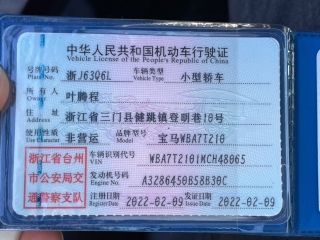 中华人民共和国机动车行驶证
Vehicle License of the People's Republic of China
号牌号码 浙J63Q6L 车辆类型 小型轿车
Plate No. Vehicle Type
所有人 叶腾程
Owner
住址 浙江省三门县健跳镇登明巷18号
Address
使用性质 非营运 品牌型号 宝马WBA7T210
Use Character Model
浙江省台州 车辆识别代号 WBA7T2101MCH48065
VIN
市公安局交 发动机号码 A3286450B58B30C
Engine No.
通警察支队 注册日期 2022-02-09 发证日期 2022-02-09
Register Date Issue Date